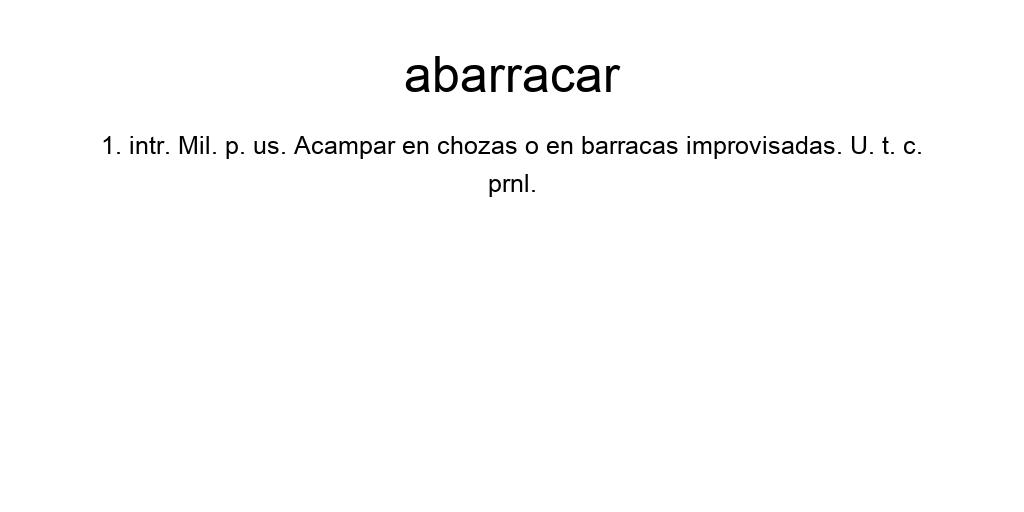 abarracar
1. intr. Mil. p. us. Acampar en chozas o en barracas improvisadas. U. t. c.
prnl.